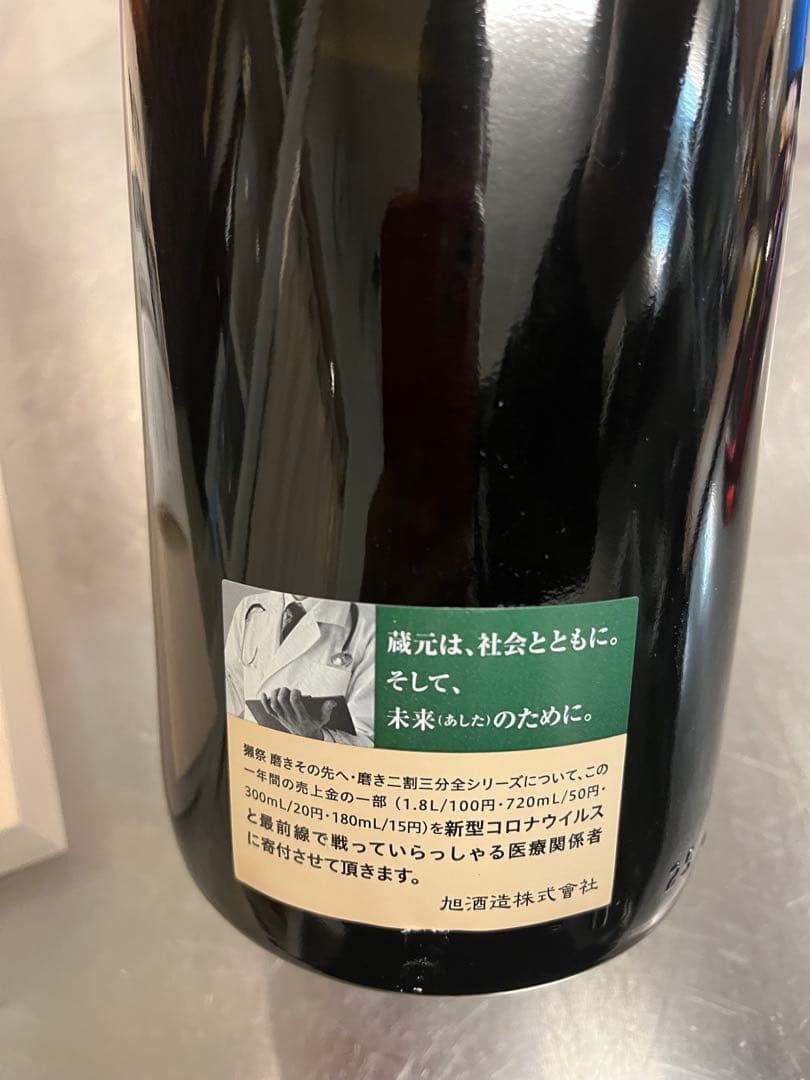 蔵元は、社会とともに。
そして、
未来(あした)のために。
獺祭 磨きその先へ・磨き二割三分全シリーズについて、この
一年間の売上金の一部（1.8L/100円・720mL/50円・
300mL/20円・180mL/15円）を新型コロナウイルス
と最前線で戦っていらっしゃる医療関係者
に寄付させて頂きます。
旭酒造株式會社